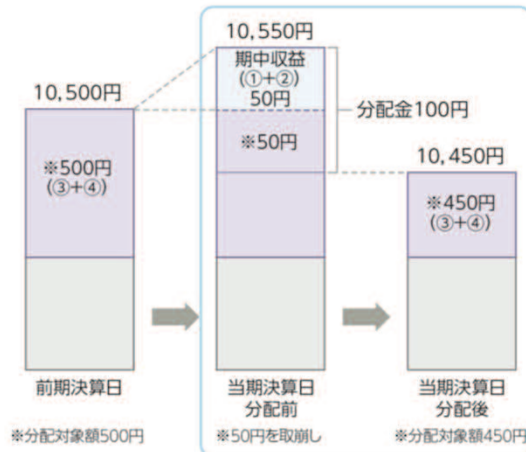 10,500円
※500円
(③+④)
前期決算日
※分配対象額500円
10,550円
期中収益
(①+②)
50円
※50円
分配金100円
当期決算日
分配前
※50円を取崩し
10,450円
※450円
(③+④)
当期決算日
分配後
※分配対象額450円